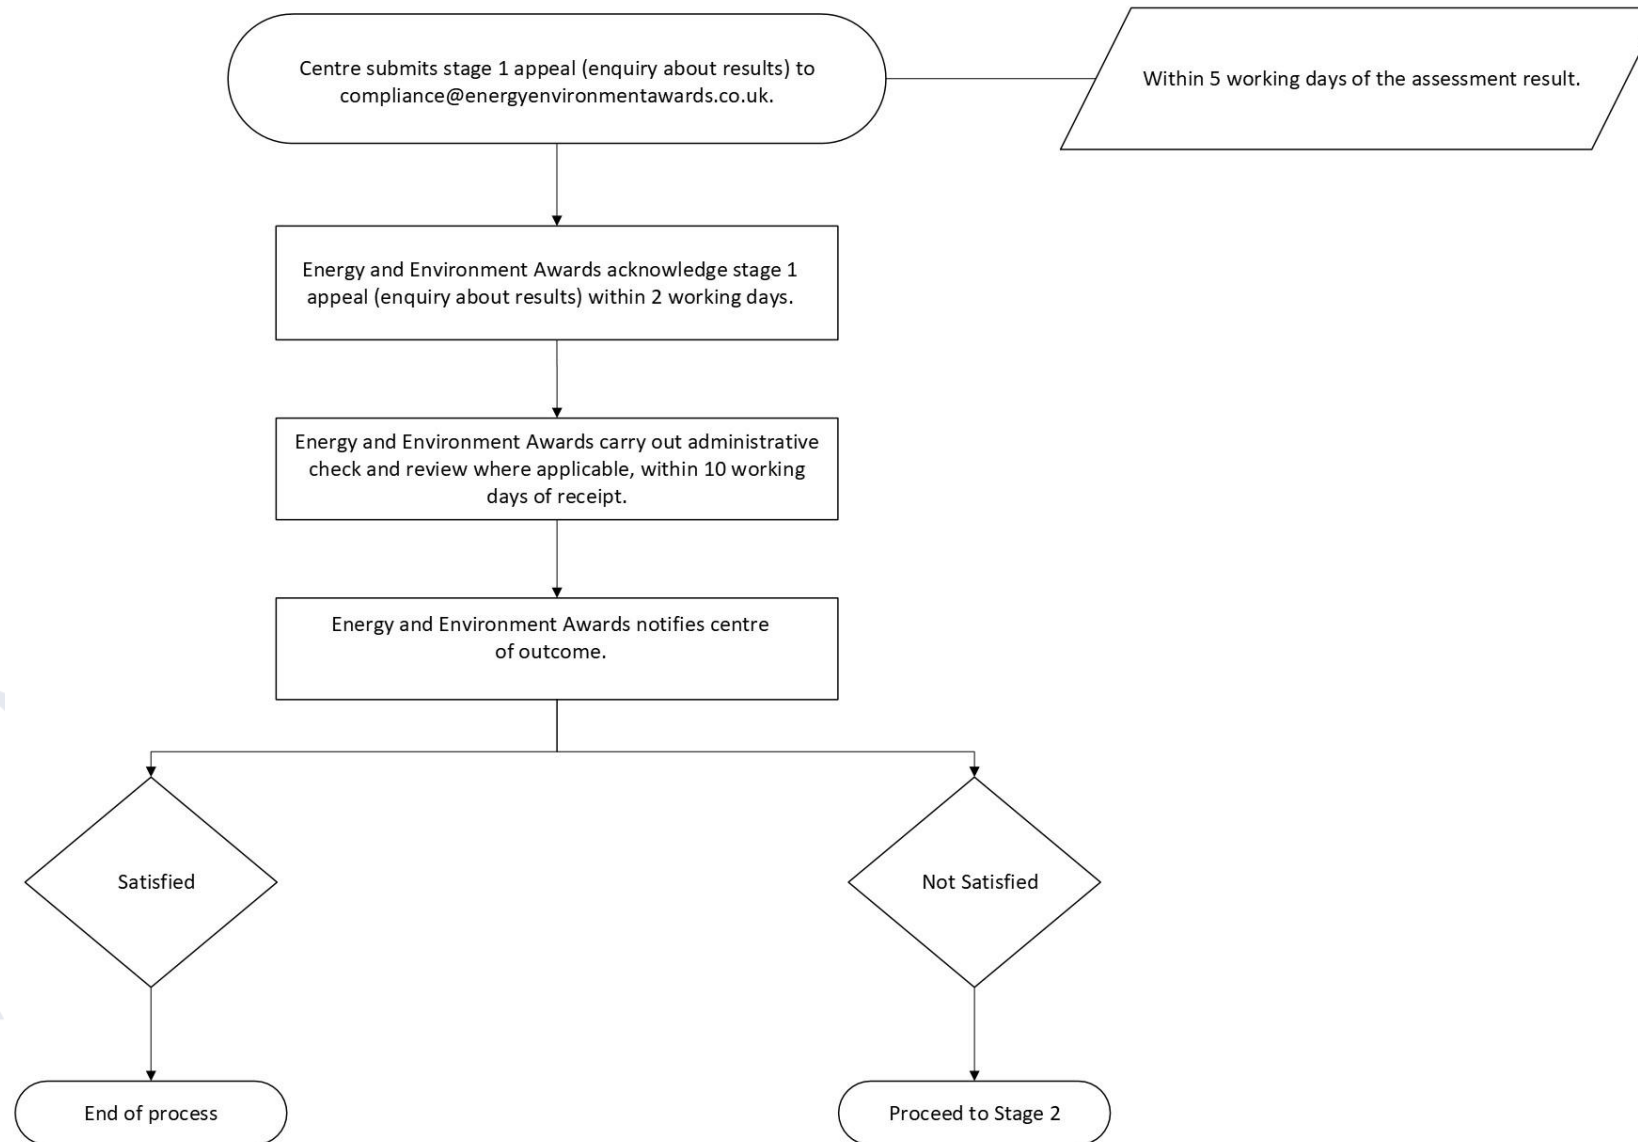 Centre submits stage 1 appeal (enquiry about results) to
compliance@energyenvironmentawards.co.uk.
Within 5 working days of the assessment result.
Energy and Environment Awards acknowledge stage 1
appeal (enquiry about results) within 2 working days.
Energy and Environment Awards carry out administrative
check and review where applicable, within 10 working
days of receipt.
Energy and Environment Awards notifies centre
of outcome.
Satisfied
Not Satisfied
End of process
Proceed to Stage 2